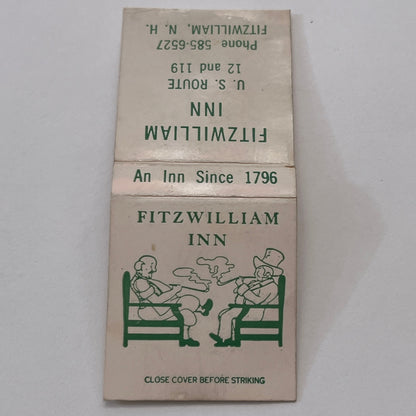 FITZWILLIAM
INN
U. S. ROUTE
12 and 119
Phone 585-6527
FITZWILLIAM, N. H.
An Inn Since 1796
FITZWILLIAM
INN
CLOSE COVER BEFORE STRIKING